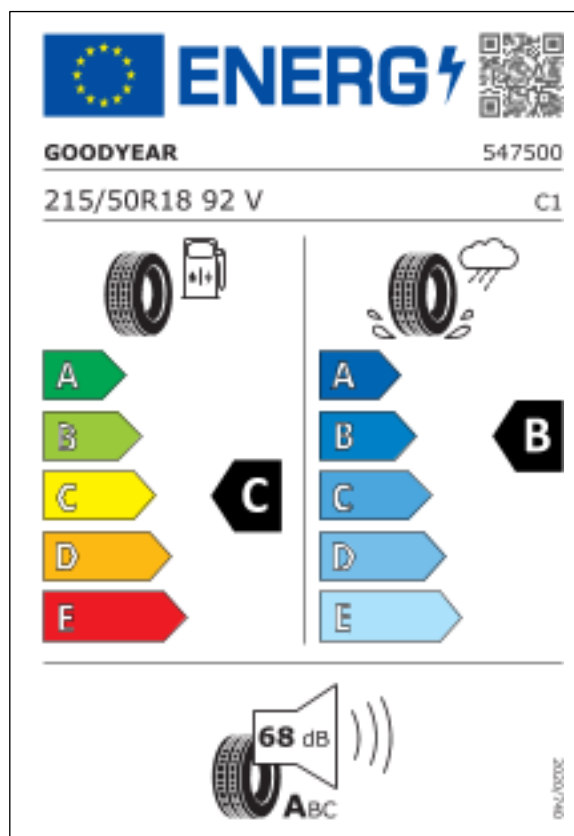 ENERG
GOODYEAR 547500
215/50R18 92 V C1
A A
B B B
C C C
D D
E E
68 dB
ABC
2020/740